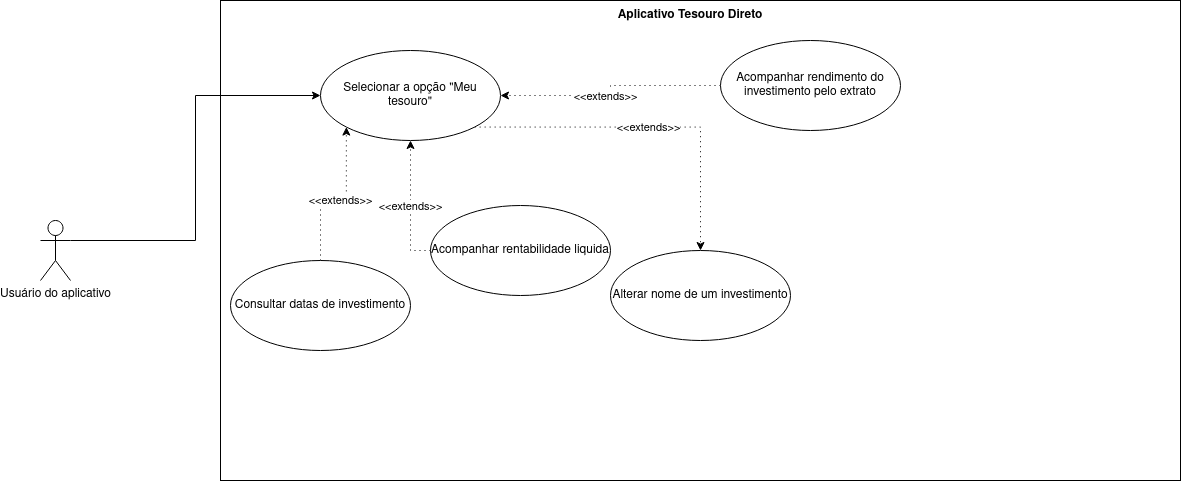 Aplicativo Tesouro Direto
Selecionar a opção "Meu
tesouro"
Acompanhar rendimento do
investimento pelo extrato
<<extends>>
<<extends>>
<<extends>>
<<extends>>
Acompanhar rentabilidade liquida
Usuário do aplicativo
Consultar datas de investimento
Alterar nome de um investimento